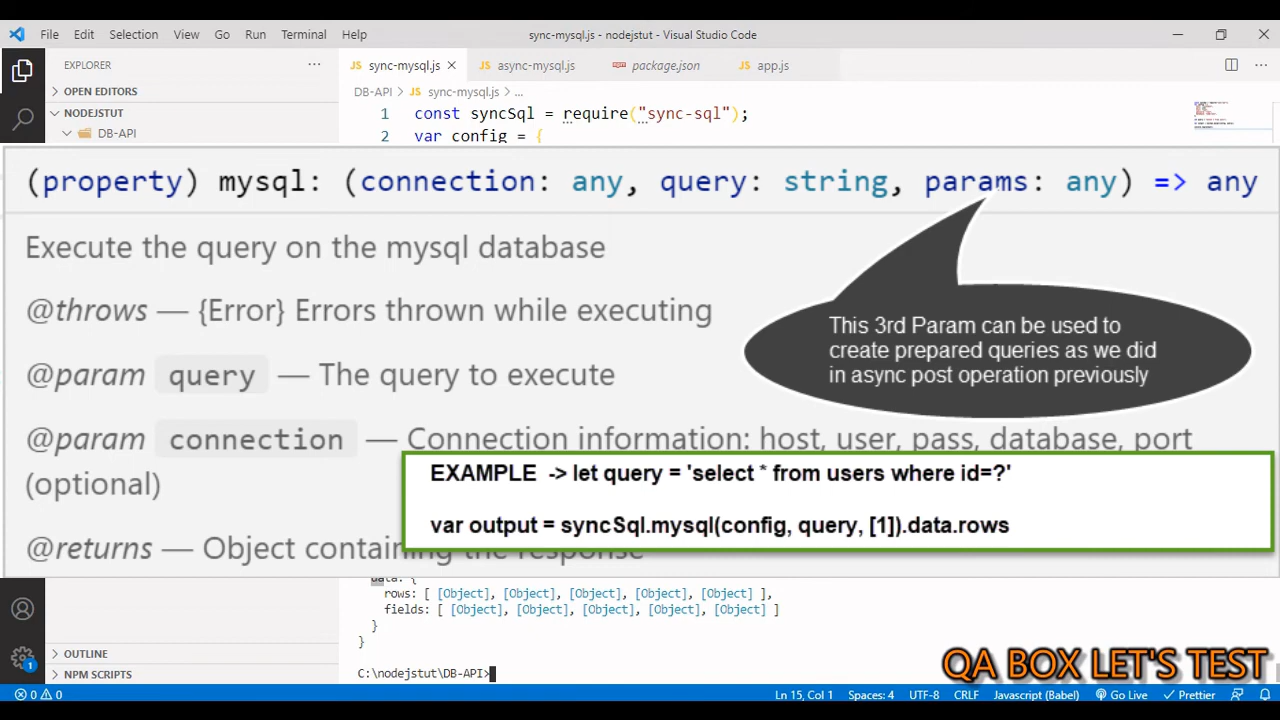 File Edit Selection View Go Run Terminal Help sync-mysql.js - nodejstut - Visual Studio Code
EXPLORER ··· JS sync-mysql.js × JS async-mysql.js package.json JS app.js ···
> OPEN EDITORS DB-API > JS sync-mysql.js > ...
NODEJSTUT 1 const syncSql = require("sync-sql");
DB-API 2 var config = {
(property) mysql: (connection: any, query: string, params: any) => any
Execute the query on the mysql database
@throws — {Error} Errors thrown while executing
This 3rd Param can be used to
create prepared queries as we did
in async post operation previously
@param query — The query to execute
@param connection — Connection information: host, user, pass, database, port
(optional)
EXAMPLE -> let query = 'select * from users where id=?'
var output = syncSql.mysql(config, query, [1]).data.rows
@returns — Object containing the response
data: {
rows: [ [Object], [Object], [Object], [Object], [Object] ],
fields: [ [Object], [Object], [Object], [Object], [Object] ]
}
}
> OUTLINE
C:\nodejstut\DB-API>
> NPM SCRIPTS
QA BOX LET'S TEST
1
0 0 Ln 15, Col 1 Spaces: 4 UTF-8 CRLF Javascript (Babel) Go Live Prettier